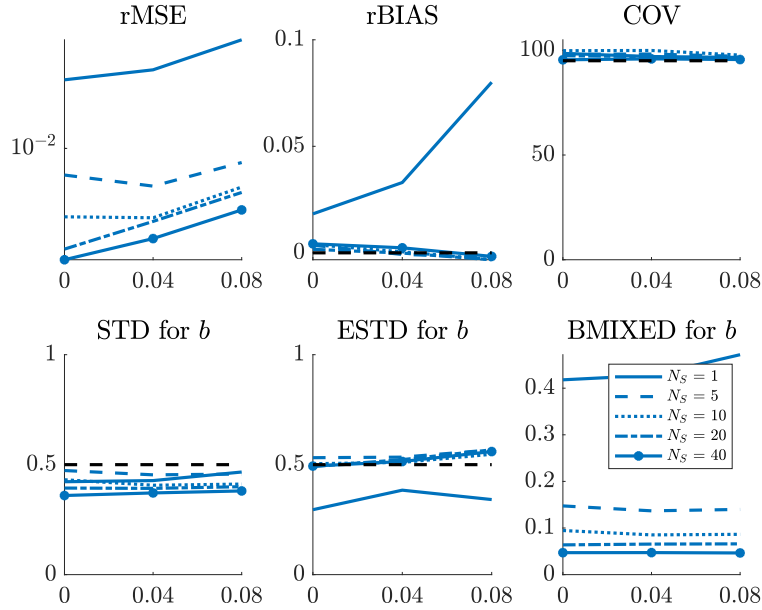 rMSE
10⁻²
0 0.04 0.08
rBIAS
0.1
0.05
0
0 0.04 0.08
COV
100
50
0
0 0.04 0.08
STD for b
1
0.5
0
0 0.04 0.08
ESTD for b
1
0.5
0
0 0.04 0.08
BMIXED for b
0.4
0.3
0.2
0.1
0
0 0.04 0.08
N_S = 1
N_S = 5
N_S = 10
N_S = 20
N_S = 40